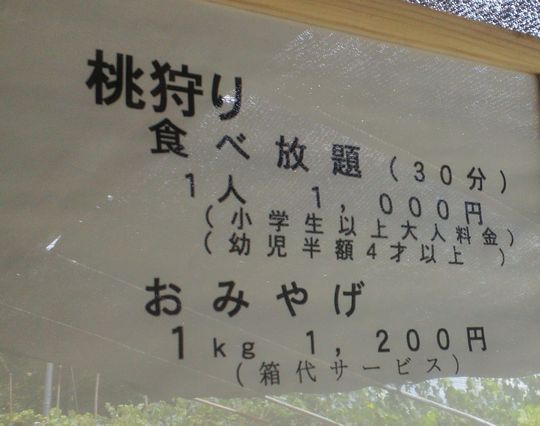 桃狩り
食べ放題(30分)
1人 1,000円
(小学生以上大人料金)
(幼児半額4才以上 )
おみやげ
1kg 1,200円
(箱代サービス)